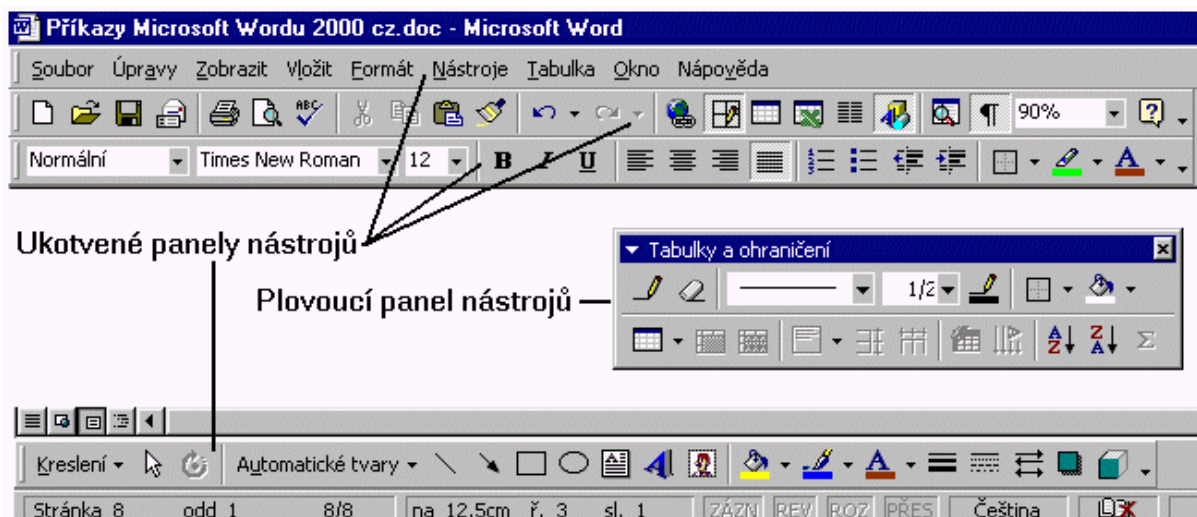 Příkazy Microsoft Wordu 2000 cz.doc - Microsoft Word
Soubor Úpravy Zobrazit Vložit Formát Nástroje Tabulka Okno Nápověda
ABC 90%
Normální Times New Roman 12 B I U A
Ukotvené panely nástrojů
Tabulky a ohraničení
Plovoucí panel nástrojů
1/2
A Z Z A Σ
Kreslení Automatické tvary A A
Stránka 8 odd 1 8/8 na 12,5cm ř. 3 sl. 1 ZÁZN REV ROZ PŘES Čeština